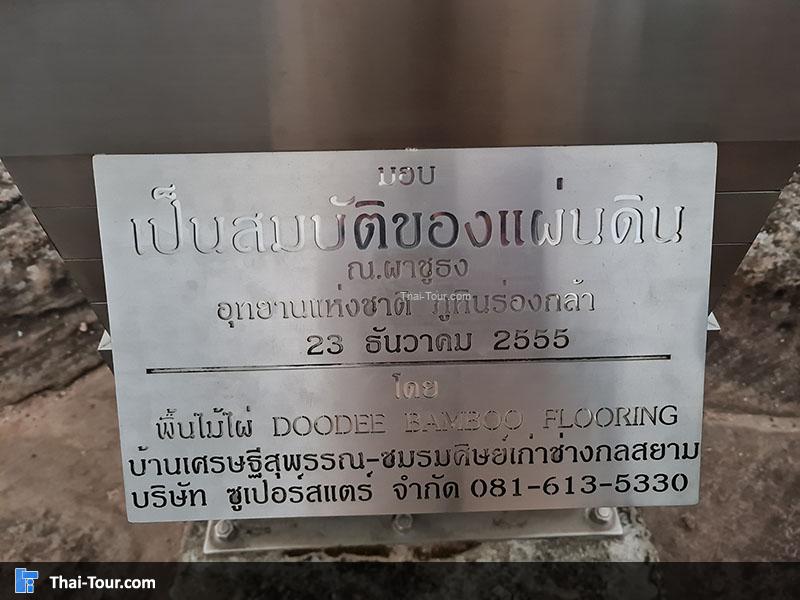 มอบ
เป็นสมบัติของแผ่นดิน
ณ.ผาชูธง
Thai-Tour.com
อุทยานแห่งชาติ ภูหินร่องกล้า
23 ธันวาคม 2555
โดย
พื้นไม้ไผ่ DOODEE BAMBOO FLOORING
บ้านเศรษฐีสุพรรณ-ชมรมศิษย์เก่าช่างกลสยาม
บริษัท ซูเปอร์สแตร์ จำกัด 081-613-5330
Thai-Tour.com